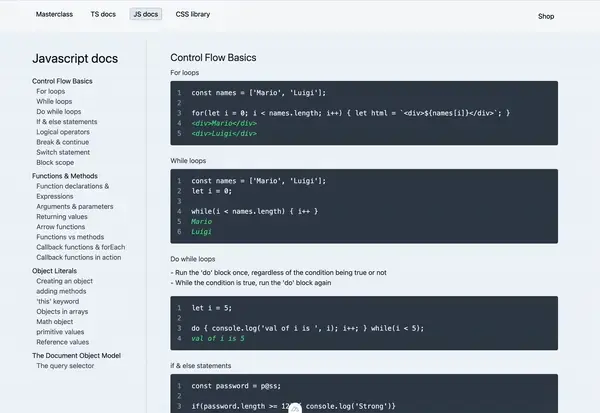 Masterclass TS docs JS docs CSS library Shop
Javascript docs
Control Flow Basics
For loops
While loops
Do while loops
If & else statements
Logical operators
Break & continue
Switch statement
Block scope
Functions & Methods
Function declarations &
Expressions
Arguments & parameters
Returning values
Arrow functions
Functions vs methods
Callback functions & forEach
Callback functions in action
Object Literals
Creating an object
adding methods
'this' keyword
Objects in arrays
Math object
primitive values
Reference values
The Document Object Model
The query selector
Control Flow Basics
For loops
1 const names = ['Mario', 'Luigi'];
2
3 for(let i = 0; i < names.length; i++) { let html = `<div>${names[i]}</div>`; }
4 <div>Mario</div>
5 <div>Luigi</div>
While loops
1 const names = ['Mario', 'Luigi'];
2 let i = 0;
3
4 while(i < names.length) { i++ }
5 Mario
6 Luigi
Do while loops
- Run the 'do' block once, regardless of the condition being true or not
- While the condition is true, run the 'do' block again
1 let i = 5;
2
3 do { console.log('val of i is ', i); i++; } while(i < 5);
4 val of i is 5
if & else statements
1 const password = p@ss;
2
3 if(password.length >= 12 { console.log('Strong')}